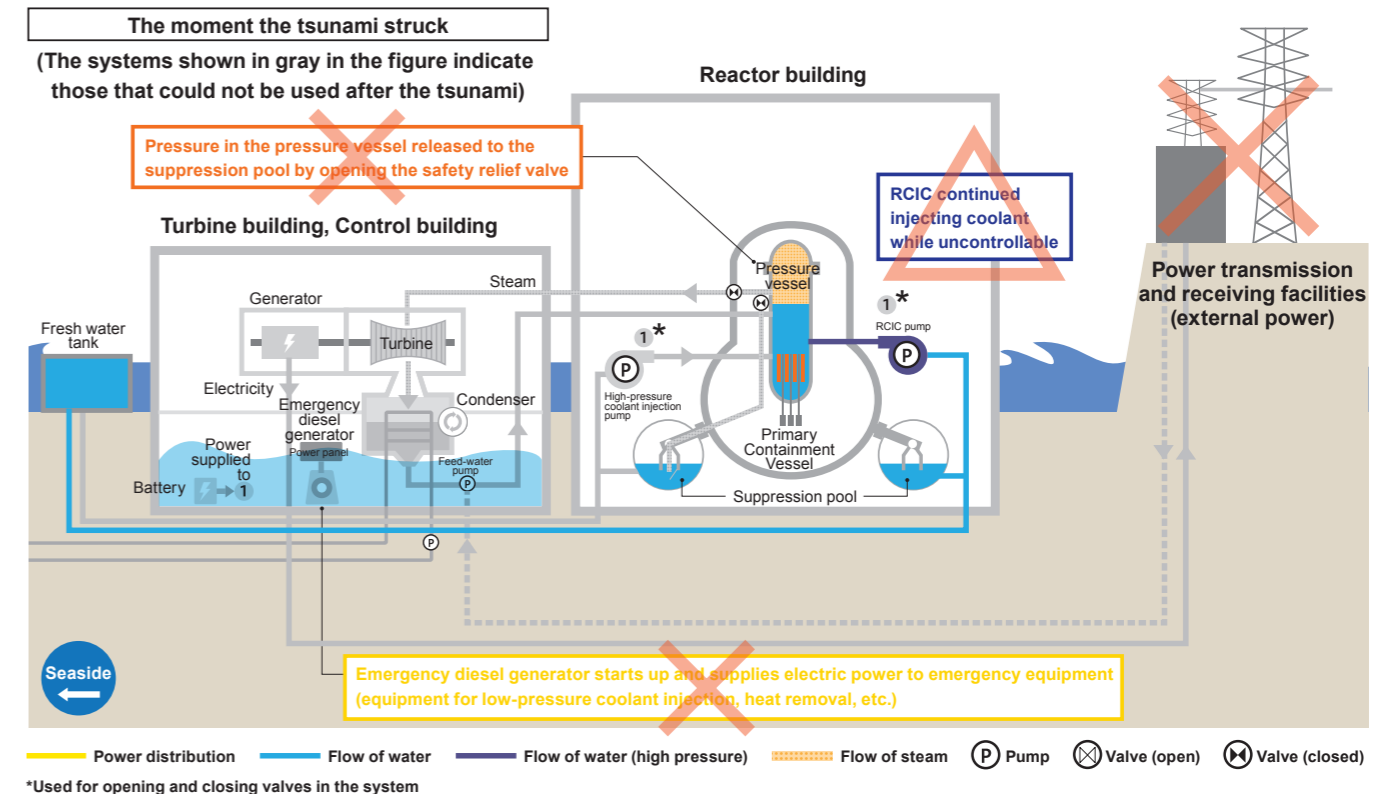 The moment the tsunami struck
(The systems shown in gray in the figure indicate
those that could not be used after the tsunami)
Pressure in the pressure vessel released to the
suppression pool by opening the safety relief valve
Reactor building
RCIC continued
injecting coolant
while uncontrollable
Turbine building, Control building
Power transmission
and receiving facilities
(external power)
Fresh water
tank
Generator
Steam
Turbine
Electricity
Emergency
diesel
generator
Power panel
Condenser
Power
supplied
to
1
Battery
Feed-water
pump
P
P
Pressure
vessel
1*
P
High-pressure
coolant injection
pump
1*
RCIC pump
P
Primary
Containment
Vessel
Suppression pool
Seaside
Emergency diesel generator starts up and supplies electric power to emergency equipment
(equipment for low-pressure coolant injection, heat removal, etc.)
Power distribution
Flow of water
Flow of water (high pressure)
Flow of steam
P Pump
Valve (open)
Valve (closed)
*Used for opening and closing valves in the system